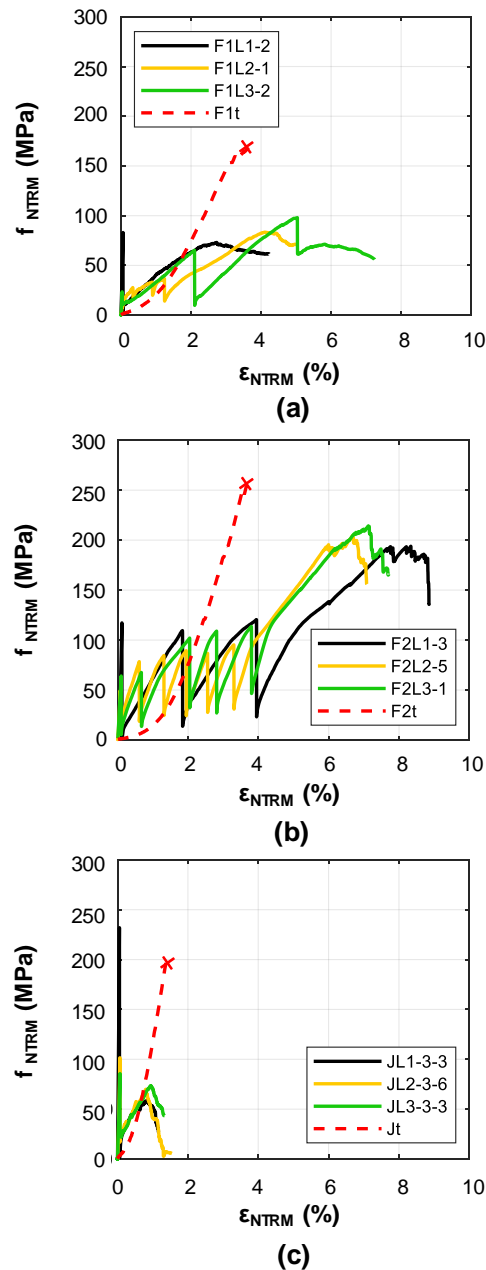 300
250
200
150
100
50
0
f NTRM (MPa)
F1L1-2
F1L2-1
F1L3-2
F1t
0 2 4 6 8 10
εNTRM (%)
(a)
300
250
200
150
100
50
0
f NTRM (MPa)
F2L1-3
F2L2-5
F2L3-1
F2t
0 2 4 6 8 10
εNTRM (%)
(b)
300
250
200
150
100
50
0
f NTRM (MPa)
JL1-3-3
JL2-3-6
JL3-3-3
Jt
0 2 4 6 8 10
εNTRM (%)
(c)